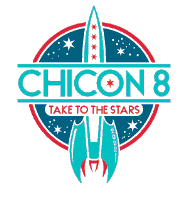 CHICON 8
TAKE TO THE STARS